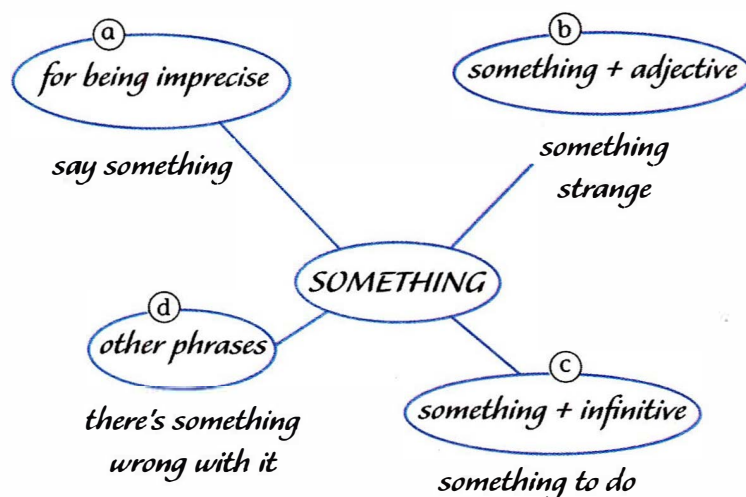 a
for being imprecise
say something
b
something + adjective
something
strange
SOMETHING
d
other phrases
there's something
wrong with it
c
something + infinitive
something to do